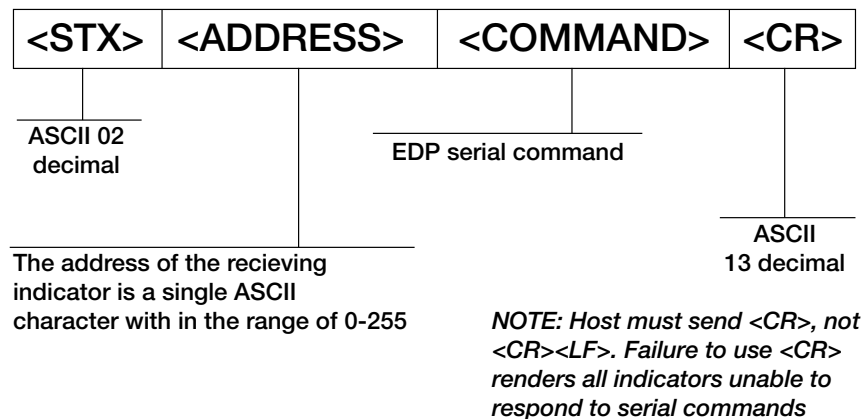 <STX> <ADDRESS> <COMMAND> <CR>
ASCII 02
decimal
EDP serial command
ASCII
13 decimal
The address of the recieving
indicator is a single ASCII
character with in the range of 0-255
NOTE: Host must send <CR>, not
<CR><LF>. Failure to use <CR>
renders all indicators unable to
respond to serial commands